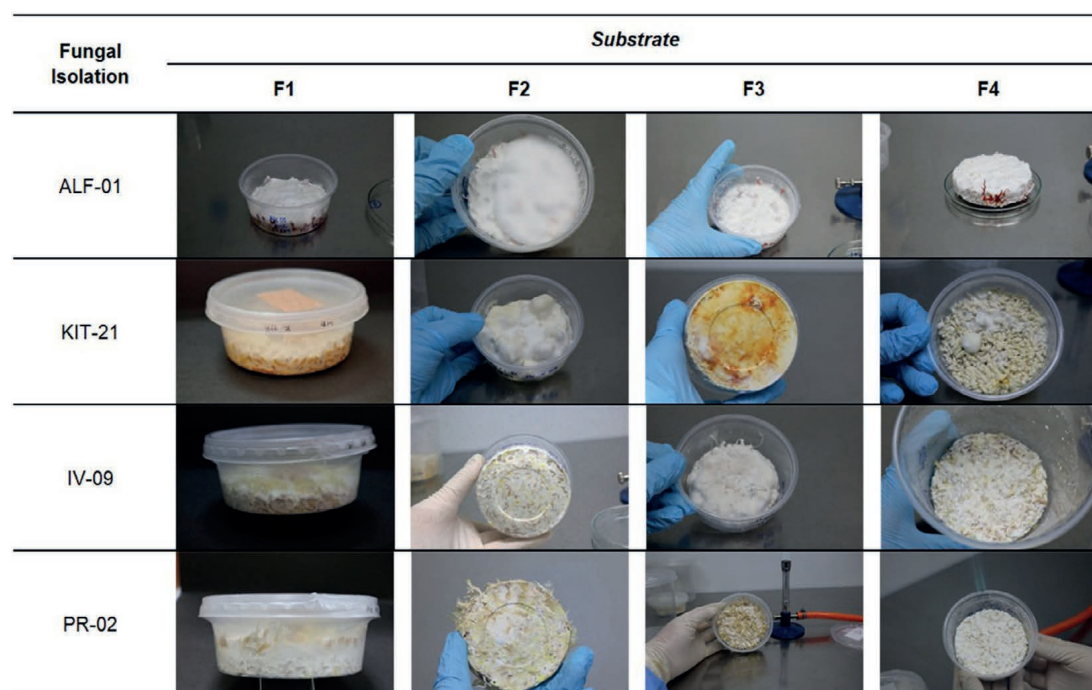 Fungal
Isolation
Substrate
F1
F2
F3
F4
ALF-01
KIT-21
IV-09
PR-02